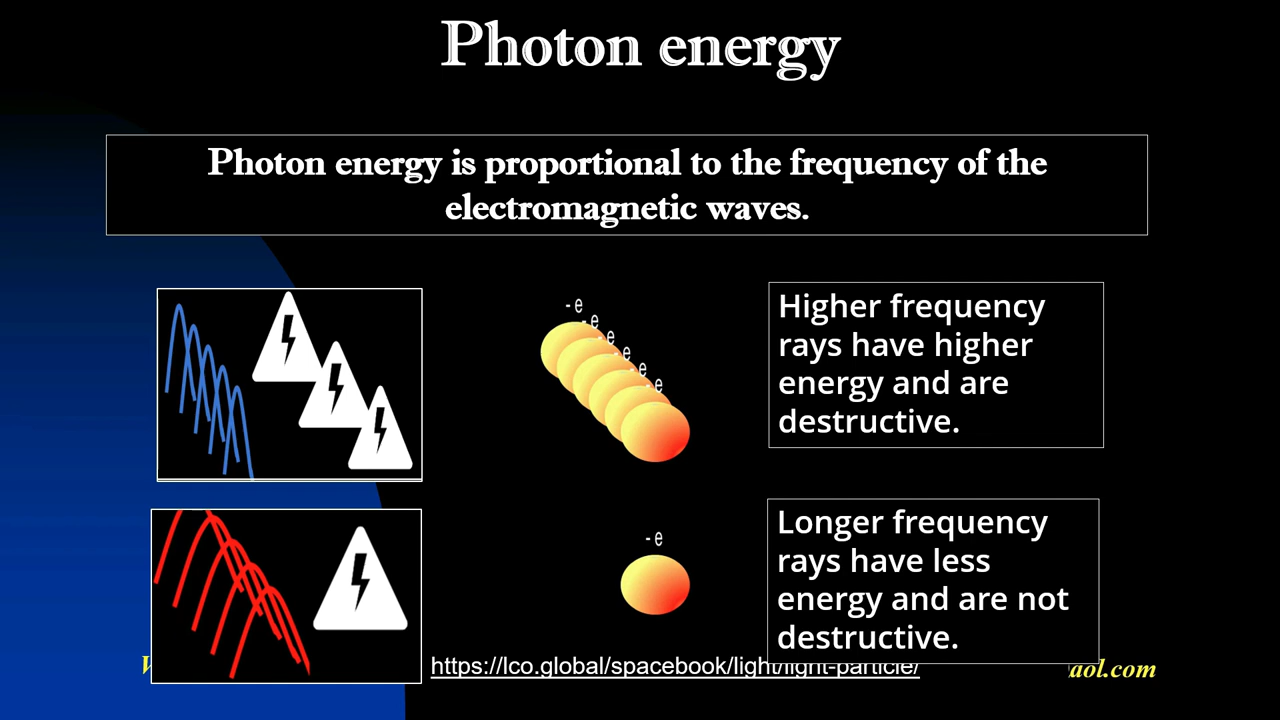 Photon energy
Photon energy is proportional to the frequency of the
electromagnetic waves.
- e
- e
- e
- e
- e
- e
Higher frequency
rays have higher
energy and are
destructive.
- e
Longer frequency
rays have less
energy and are not
destructive.
https://lco.global/spacebook/light/light-particle/
aol.com